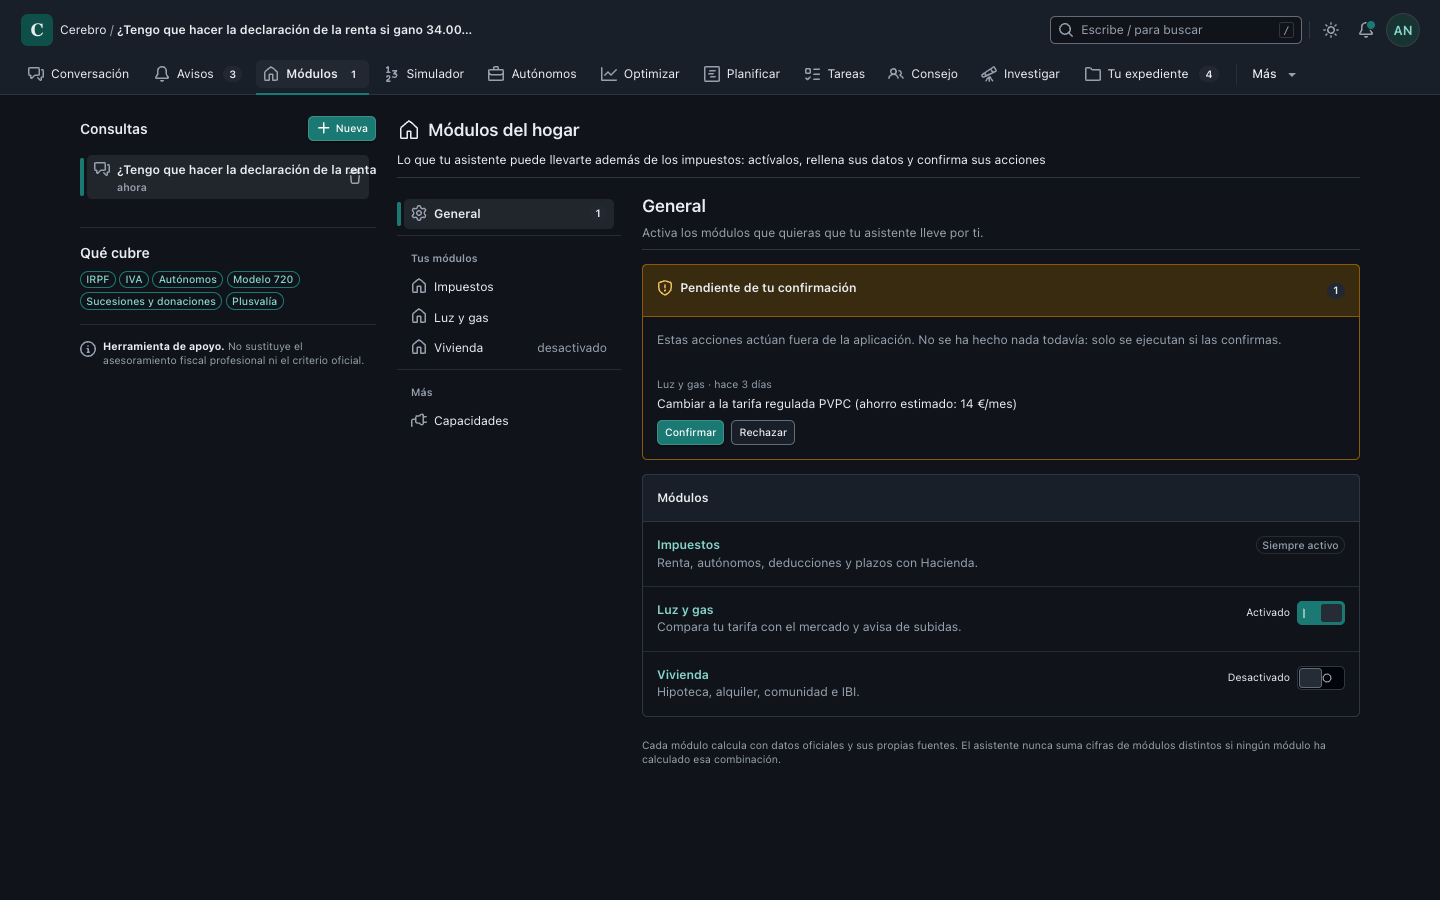 C
Cerebro / ¿Tengo que hacer la declaración de la renta si gano 34.00...
Escribe / para buscar
/
AN
Conversación
Avisos 3
Módulos 1
Simulador
Autónomos
Optimizar
Planificar
Tareas
Consejo
Investigar
Tu expediente 4
Más
Consultas
Nueva
¿Tengo que hacer la declaración de la renta
ahora
Qué cubre
IRPF
IVA
Autónomos
Modelo 720
Sucesiones y donaciones
Plusvalía
Herramienta de apoyo. No sustituye el
asesoramiento fiscal profesional ni el criterio oficial.
Módulos del hogar
Lo que tu asistente puede llevarte además de los impuestos: actívalos, rellena sus datos y confirma sus acciones
General 1
Tus módulos
Impuestos
Luz y gas
Vivienda desactivado
Más
Capacidades
General
Activa los módulos que quieras que tu asistente lleve por ti.
Pendiente de tu confirmación
1
Estas acciones actúan fuera de la aplicación. No se ha hecho nada todavía: solo se ejecutan si las confirmas.
Luz y gas · hace 3 días
Cambiar a la tarifa regulada PVPC (ahorro estimado: 14 €/mes)
Confirmar
Rechazar
Módulos
Impuestos
Siempre activo
Renta, autónomos, deducciones y plazos con Hacienda.
Luz y gas
Activado
Compara tu tarifa con el mercado y avisa de subidas.
Vivienda
Desactivado
Hipoteca, alquiler, comunidad e IBI.
Cada módulo calcula con datos oficiales y sus propias fuentes. El asistente nunca suma cifras de módulos distintos si ningún módulo ha
calculado esa combinación.